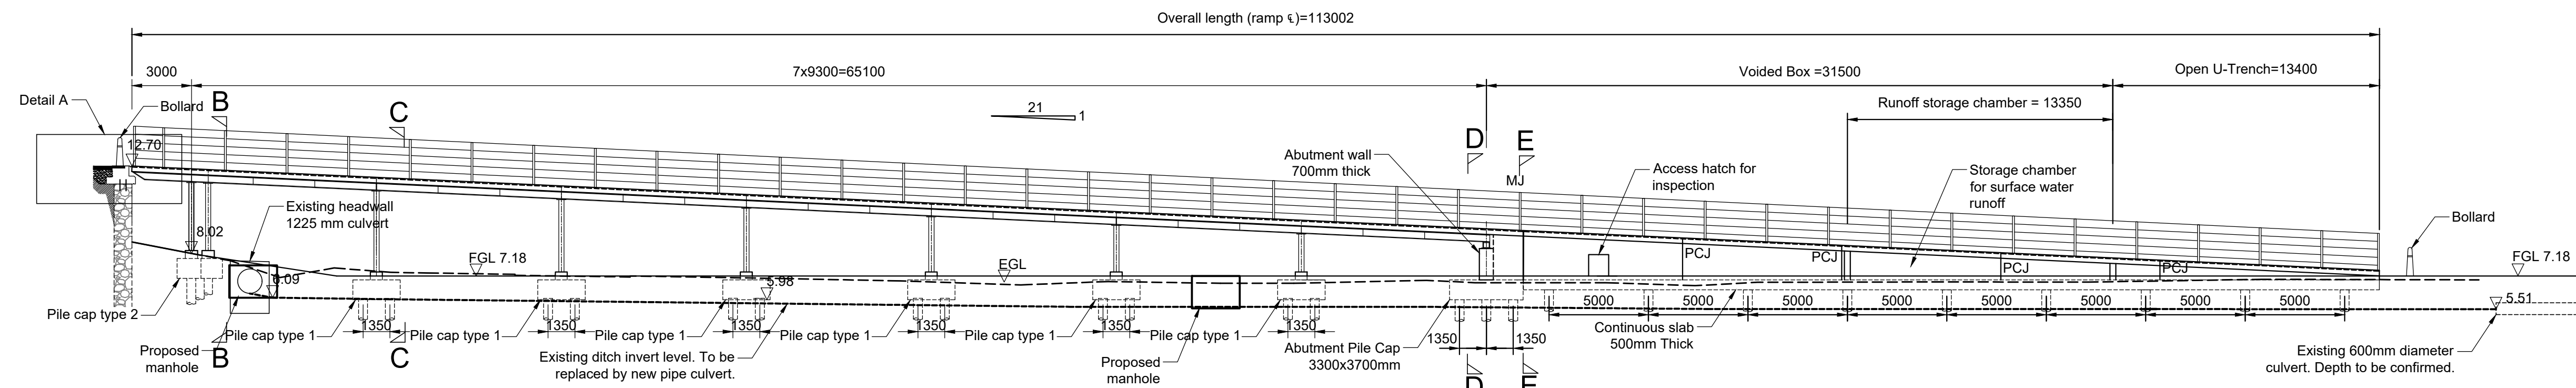 Overall length (ramp ℄)=113002
3000
7x9300=65100
Voided Box =31500
Open U-Trench=13400
Runoff storage chamber = 13350
Detail A
Bollard
B
C
21
1
D
E
MJ
12.70
Abutment wall
700mm thick
Access hatch for
inspection
Storage chamber
for surface water
runoff
Existing headwall
1225 mm culvert
8.02
Bollard
FGL 7.18
EGL
PCJ
PCJ
PCJ
PCJ
FGL 7.18
5.98
5.51
Pile cap type 2
Pile cap type 1
1350
Pile cap type 1
1350
Pile cap type 1
1350
Pile cap type 1
1350
Pile cap type 1
1350
Pile cap type 1
1350
5000
5000
5000
5000
5000
5000
5000
5000
1350
1350
Proposed
manhole
B
C
Existing ditch invert level. To be
replaced by new pipe culvert.
Proposed
manhole
Abutment Pile Cap
3300x3700mm
Continuous slab
500mm Thick
Existing 600mm diameter
culvert. Depth to be confirmed.
D
E